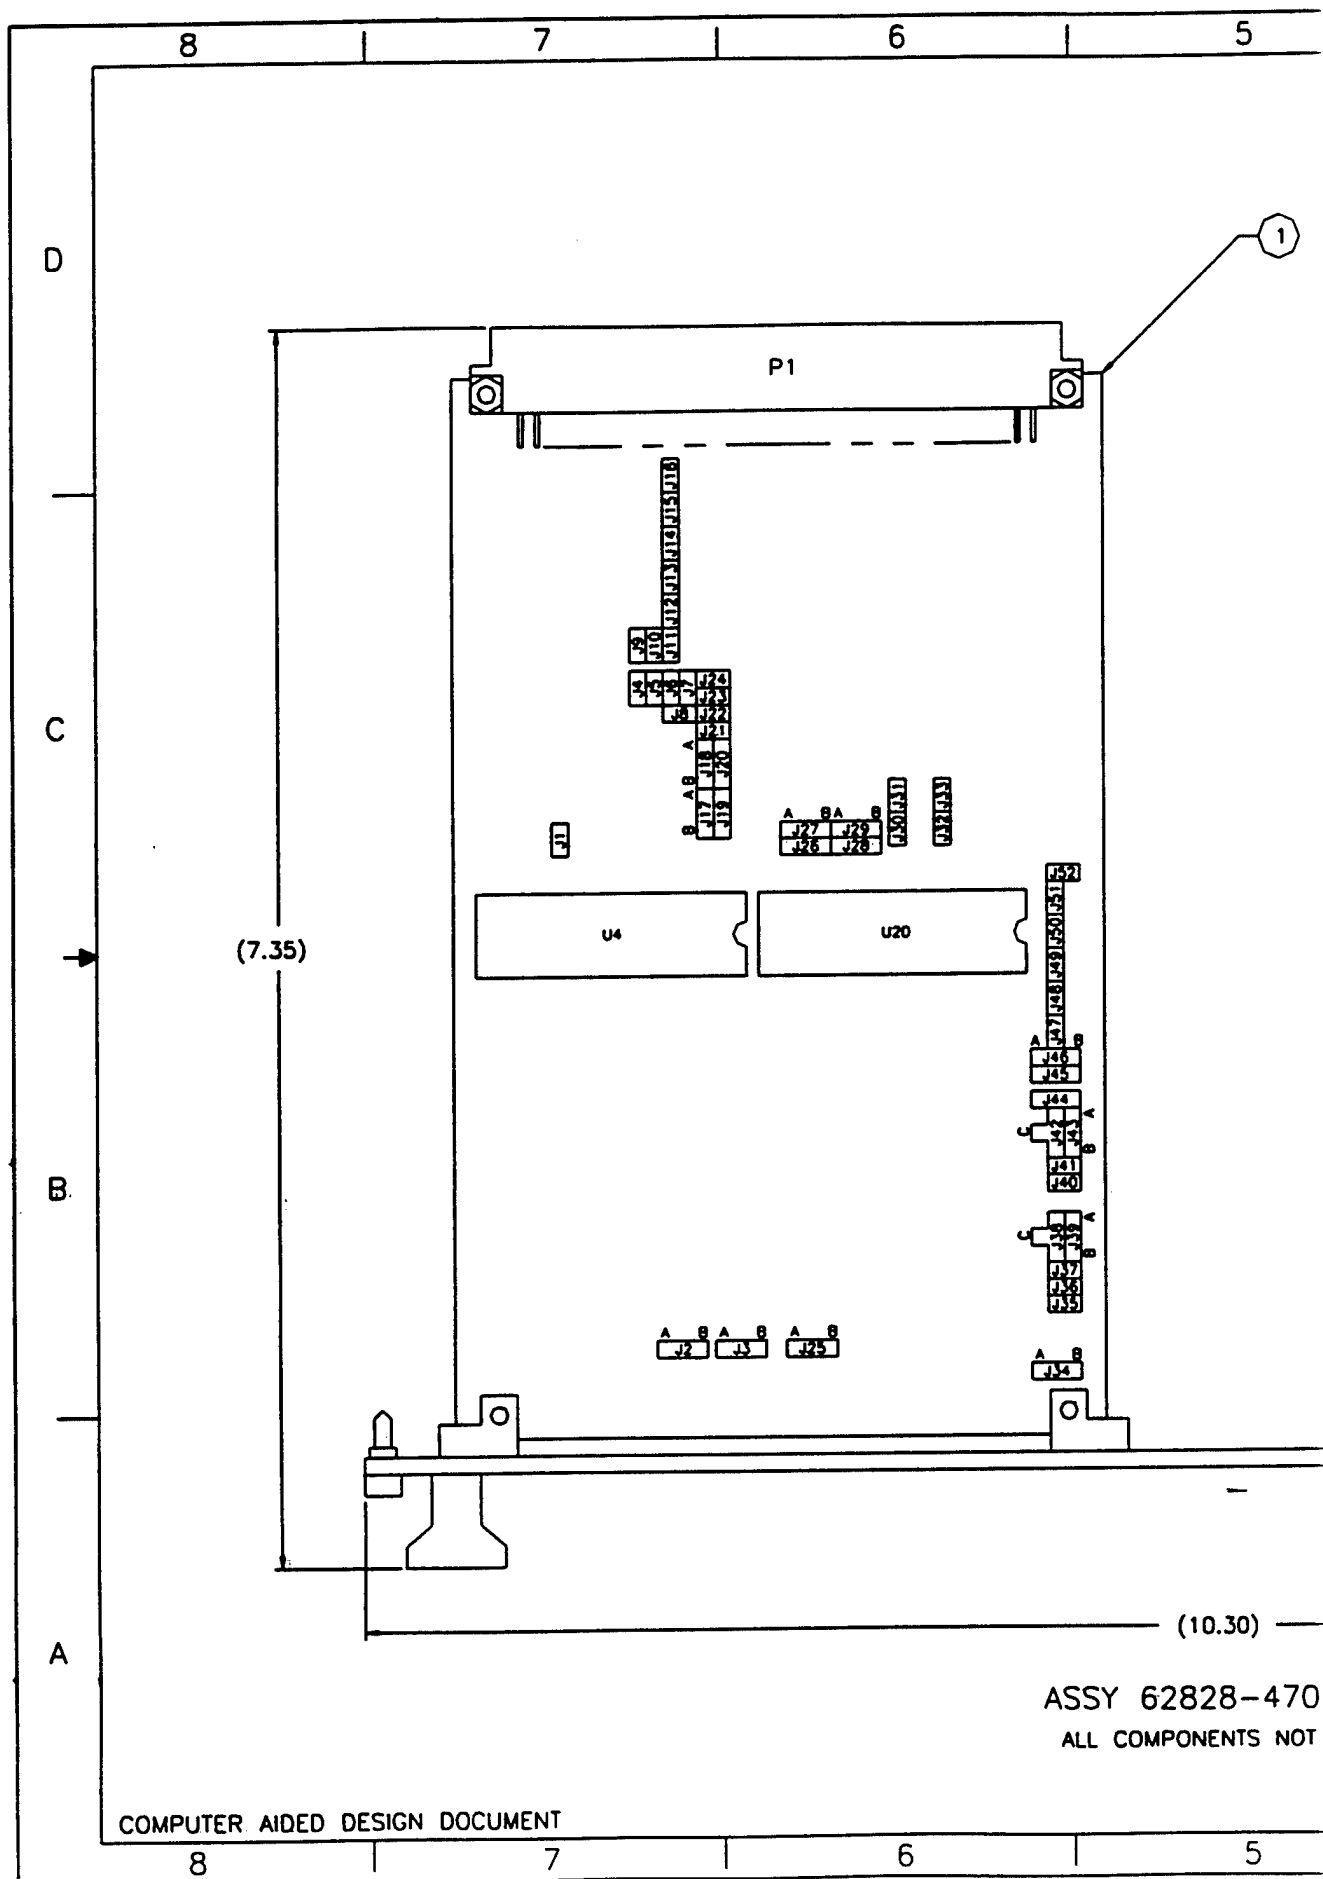 8 7 6 5
D
1
P1
J16
J15
J14
J13
J12
J9 J10 J11
J4 J5 J6 J7 J24
J23
J8 J22
J21
A
J18 J20
B
A
J17 J19
B
J31 J33
J30 J32
A B A B
J27 J29
J26 J28
J1
C
J52
J51
J50
J49
J48
J47
U4 U20
(7.35)
A B
J46
J45
J44
A
C J42 J43
B
J41
J40
B
A
C J38 J39
B
J37
J36
J35
A B A B A B
J2 J3 J25
A B
J34
(10.30)
A
ASSY 62828-470
ALL COMPONENTS NOT
COMPUTER AIDED DESIGN DOCUMENT
8 7 6 5